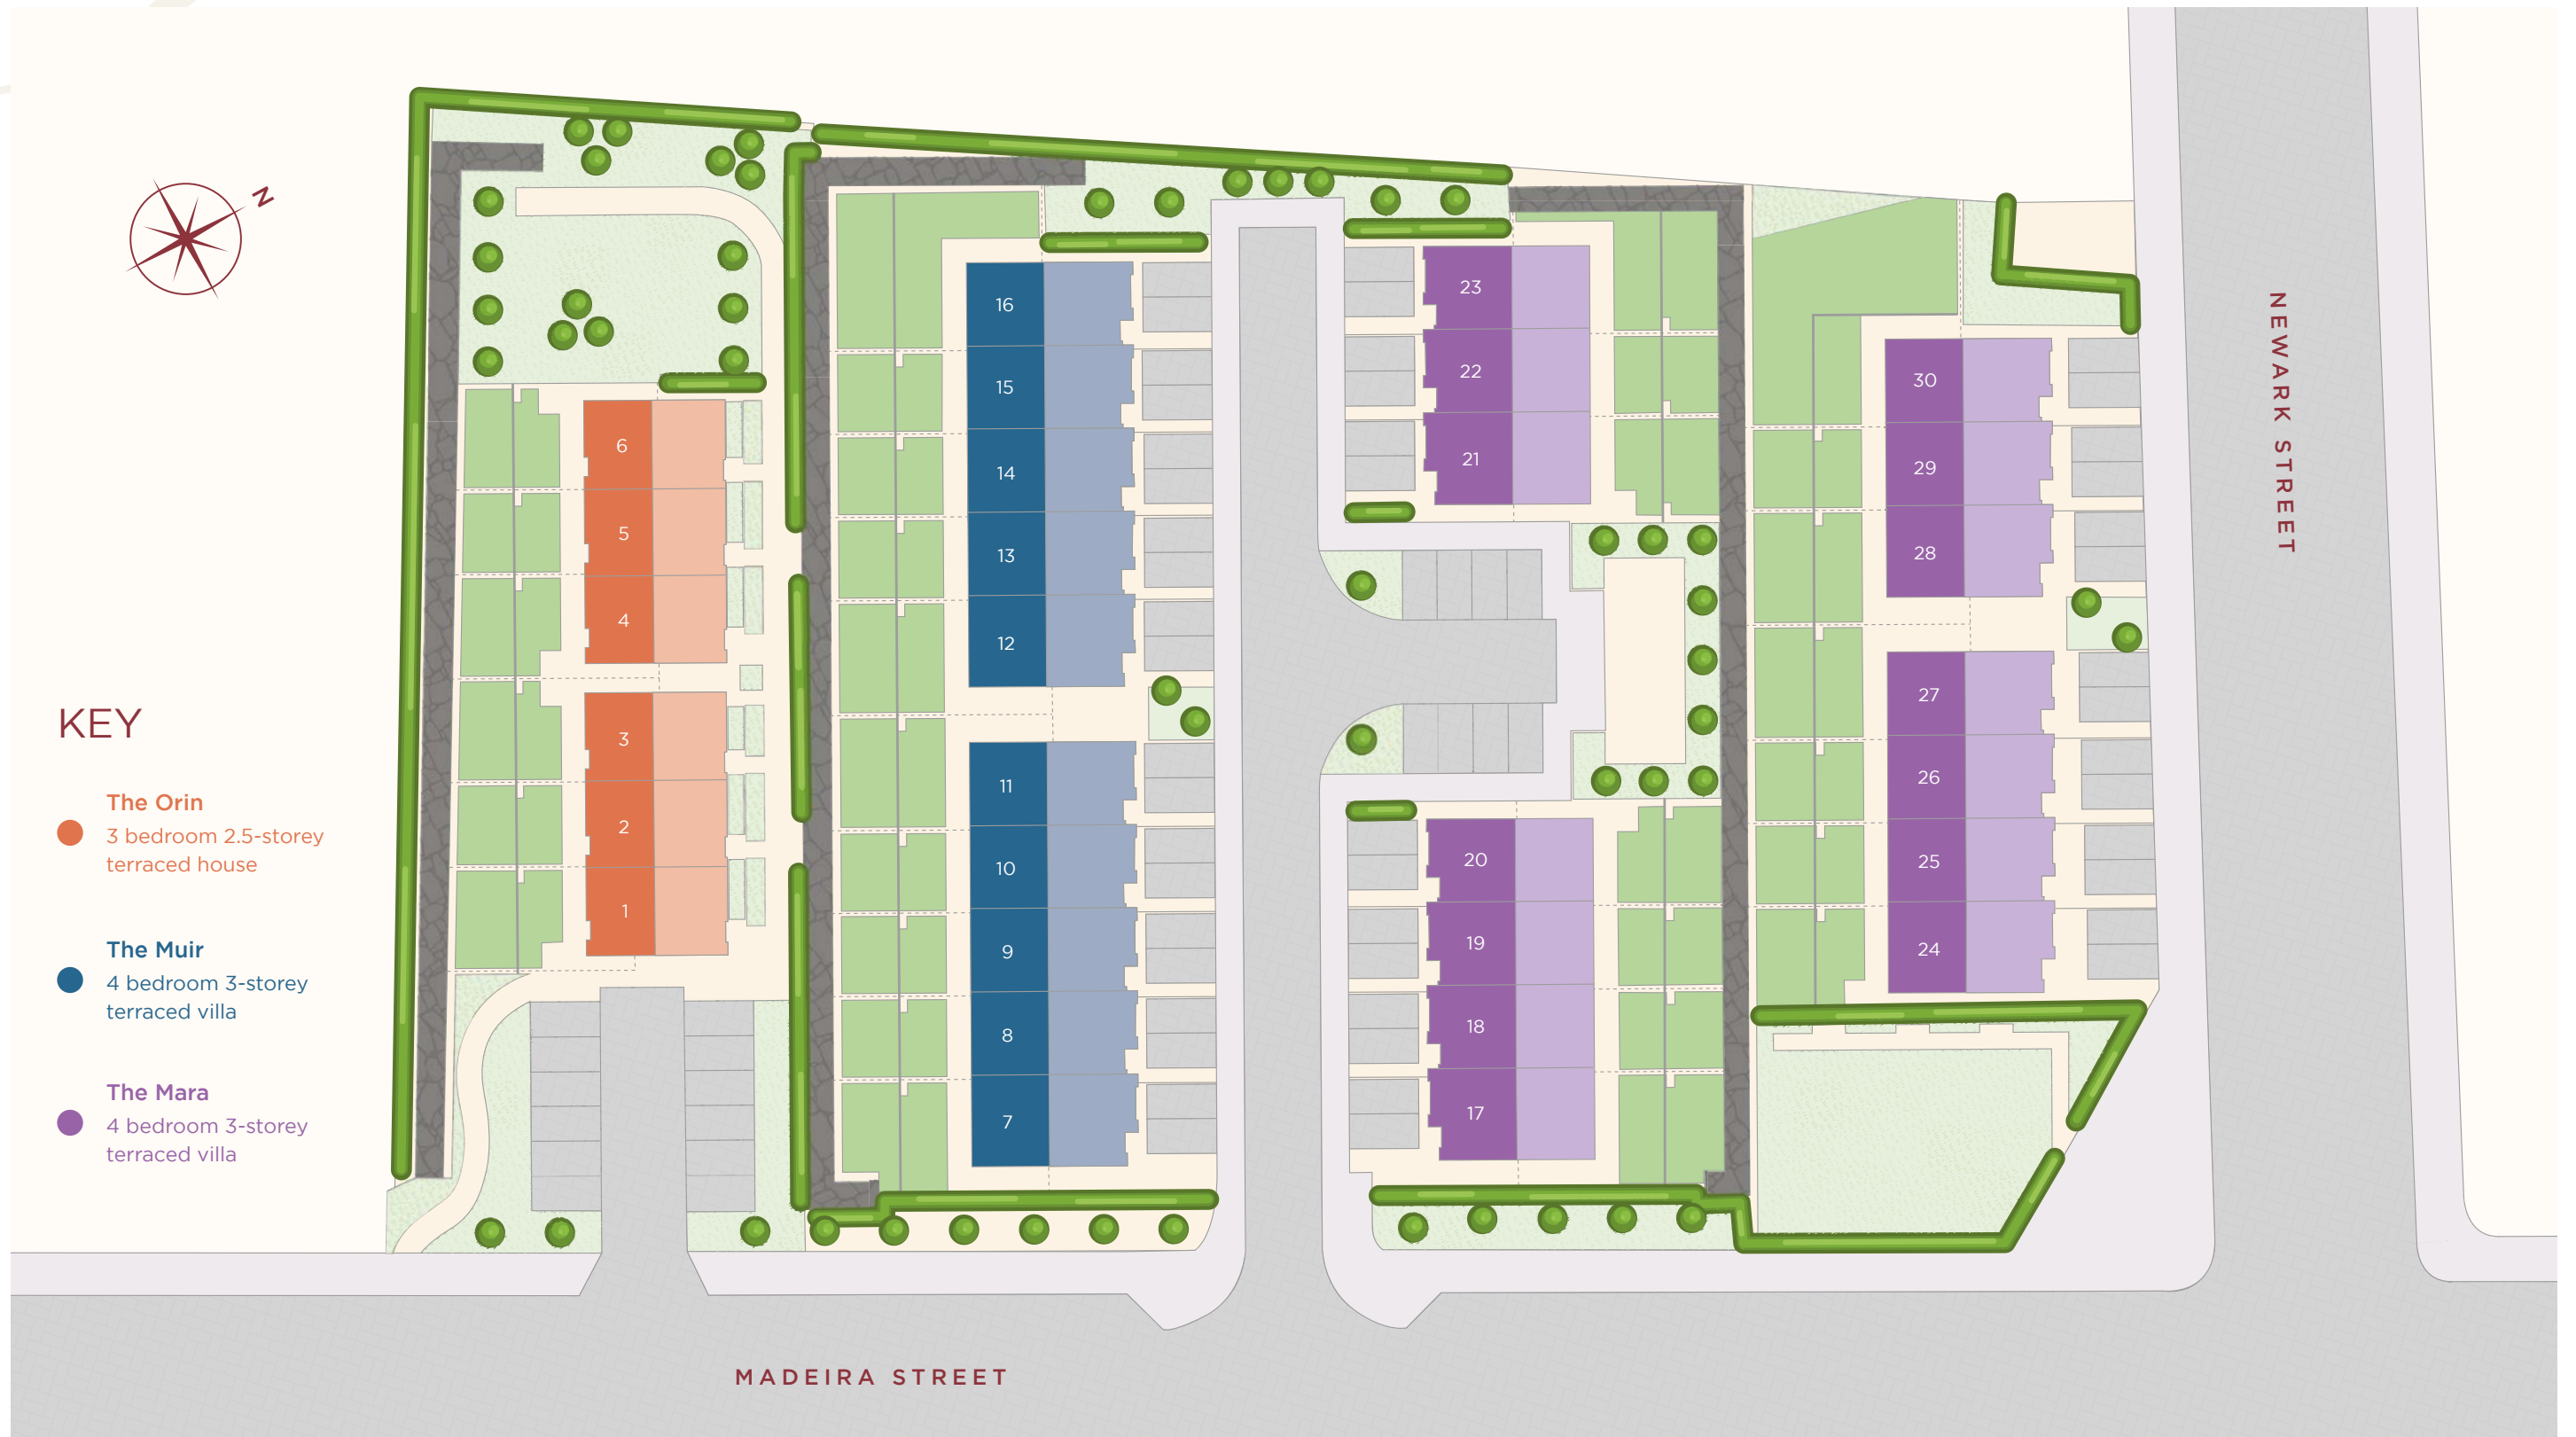 N
KEY
The Orin
3 bedroom 2.5-storey
terraced house
The Muir
4 bedroom 3-storey
terraced villa
The Mara
4 bedroom 3-storey
terraced villa
6
5
4
3
2
1
16
15
14
13
12
11
10
9
8
7
23
22
21
20
19
18
17
30
29
28
27
26
25
24
NEWARK STREET
MADEIRA STREET